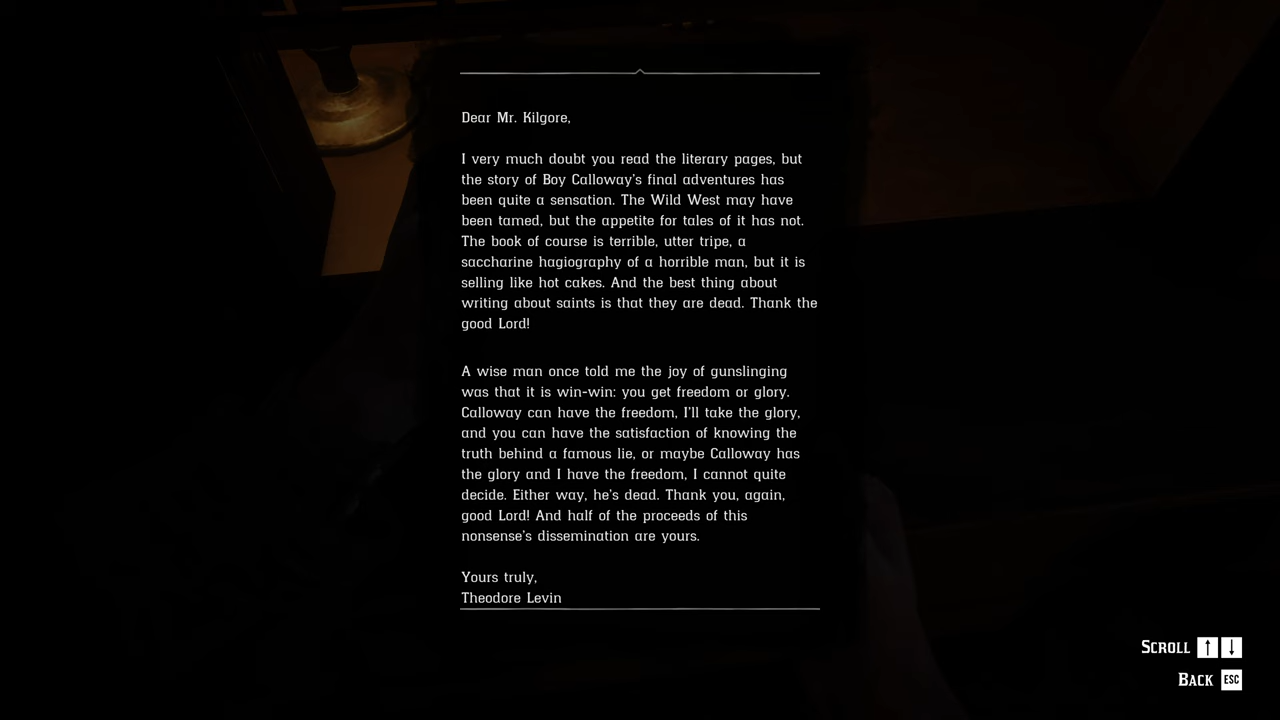 Dear Mr. Kilgore,
I very much doubt you read the literary pages, but
the story of Boy Calloway's final adventures has
been quite a sensation. The Wild West may have
been tamed, but the appetite for tales of it has not.
The book of course is terrible, utter tripe, a
saccharine hagiography of a horrible man, but it is
selling like hot cakes. And the best thing about
writing about saints is that they are dead. Thank the
good Lord!
A wise man once told me the joy of gunslinging
was that it is win-win: you get freedom or glory.
Calloway can have the freedom, I'll take the glory,
and you can have the satisfaction of knowing the
truth behind a famous lie, or maybe Calloway has
the glory and I have the freedom, I cannot quite
decide. Either way, he's dead. Thank you, again,
good Lord! And half of the proceeds of this
nonsense's dissemination are yours.
Yours truly,
Theodore Levin
SCROLL ↑ ↓
BACK ESC